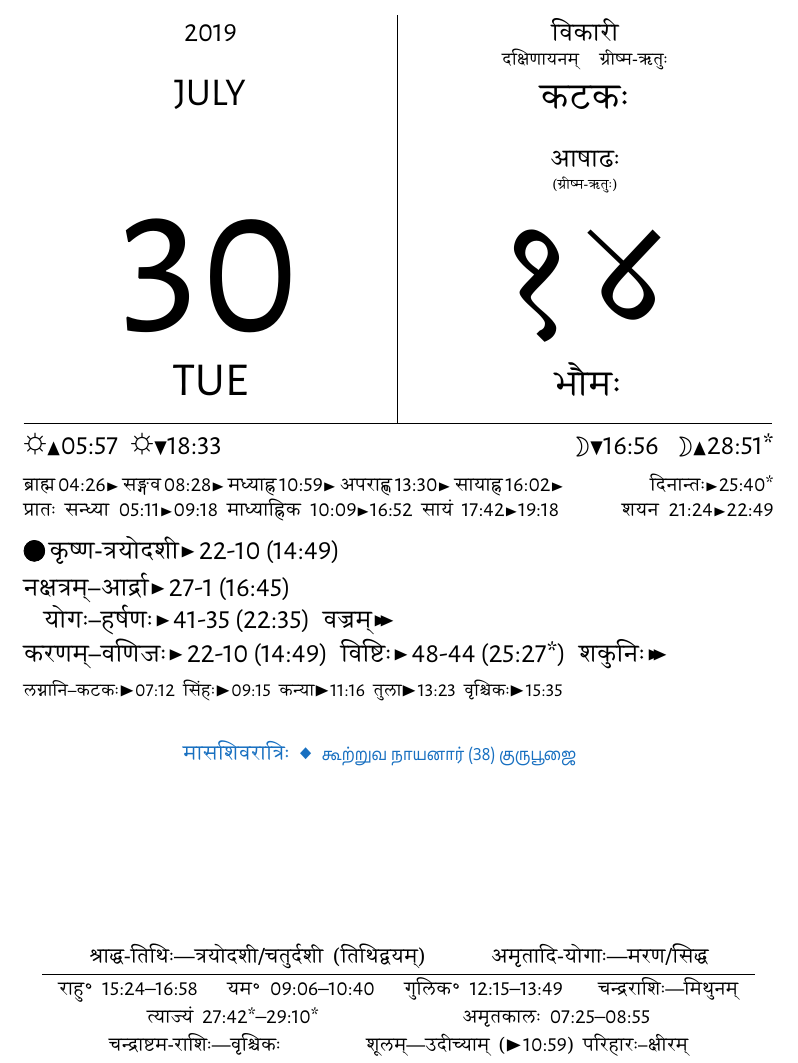 2019
JULY
30
TUE
विकारी
दक्षिणायनम् ग्रीष्म-ऋतुः
कटकः
आषाढः
(ग्रीष्म-ऋतुः)
१४
भौमः
☼▲05:57 ☼▼18:33 ☽▼16:56 ☽▲28:51*
ब्राह्म 04:26► सङ्गव 08:28► मध्याह्न 10:59► अपराह्ण 13:30► सायाह्न 16:02► दिनान्तः►25:40*
प्रातः सन्ध्या 05:11►09:18 माध्याह्निक 10:09►16:52 सायं 17:42►19:18 शयन 21:24►22:49
●कृष्ण-त्रयोदशी►22-10 (14:49)
नक्षत्रम्–आर्द्रा►27-1 (16:45)
योगः–हर्षणः►41-35 (22:35) वज्रम्►►
करणम्–वणिजः►22-10 (14:49) विष्टिः►48-44 (25:27*) शकुनिः►►
लग्नानि–कटकः►07:12 सिंहः►09:15 कन्या►11:16 तुला►13:23 वृश्चिकः►15:35
मासशिवरात्रिः ◆ கூற்றுவ நாயனார் (38) குருபூஜை
श्राद्ध-तिथिः—त्रयोदशी/चतुर्दशी (तिथिद्वयम्) अमृतादि-योगाः—मरण/सिद्ध
राहु° 15:24–16:58 यम° 09:06–10:40 गुलिक° 12:15–13:49 चन्द्रराशिः—मिथुनम्
त्याज्यं 27:42*–29:10* अमृतकालः 07:25–08:55
चन्द्राष्टम-राशिः—वृश्चिकः शूलम्—उदीच्याम् (►10:59) परिहारः–क्षीरम्